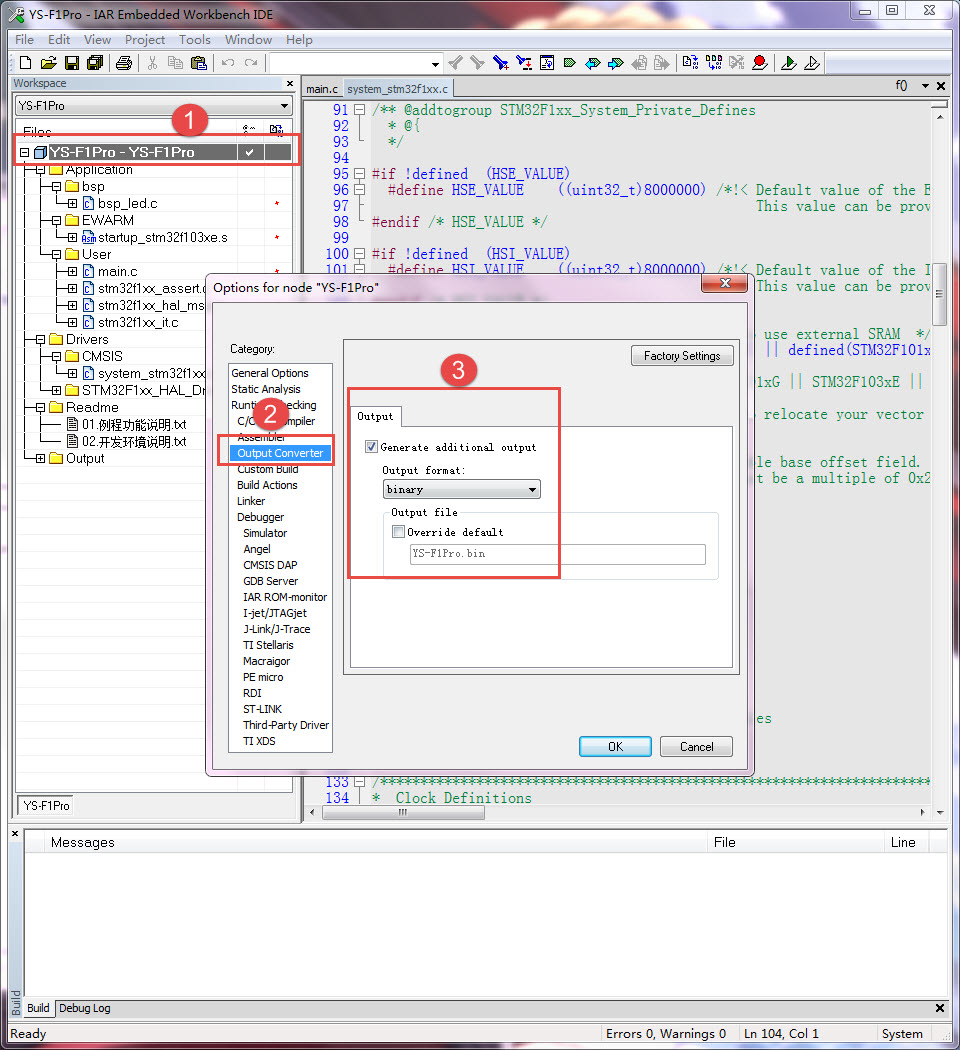 YS-F1Pro - IAR Embedded Workbench IDE
File Edit View Project Tools Window Help
Workspace
YS-F1Pro
Files
1
YS-F1Pro - YS-F1Pro
Application
bsp
bsp_led.c
EWARM
startup_stm32f103xe.s
User
main.c
stm32f1xx_assert.c
stm32f1xx_hal_ms
stm32f1xx_it.c
Drivers
CMSIS
system_stm32f1xx
STM32F1xx_HAL_Dr
Readme
01.例程功能说明.txt
02.开发环境说明.txt
Output
YS-F1Pro
main.c system_stm32f1xx.c f()
91 /** @addtogroup STM32F1xx_System_Private_Defines
92 * @{
93 */
94
95 #if !defined (HSE_VALUE)
96 #define HSE_VALUE ((uint32_t)8000000) /*!< Default value of the E
97 This value can be prov
98 #endif /* HSE_VALUE */
99
100 #if !defined (HSI_VALUE)
101 #define HSI_VALUE ((uint32_t)8000000) /*!< Default value of the I
This value can be prov
use external SRAM */
|| defined(STM32F101x
1xG || STM32F103xE ||
relocate your vector
le base offset field.
t be a multiple of 0x2
es
133 /******************************************************************
134 * Clock Definitions
Options for node "YS-F1Pro"
Category:
General Options
Static Analysis
Runtime Checking
C/C++ Compiler
2
Assembler
Output Converter
Custom Build
Build Actions
Linker
Debugger
Simulator
Angel
CMSIS DAP
GDB Server
IAR ROM-monitor
I-jet/JTAGjet
J-Link/J-Trace
TI Stellaris
Macraigor
PE micro
RDI
ST-LINK
Third-Party Driver
TI XDS
Factory Settings
3
Output
Generate additional output
Output format:
binary
Output file
Override default
YS-F1Pro.bin
OK Cancel
Messages File Line
Build
Build Debug Log
Ready Errors 0, Warnings 0 Ln 104, Col 1 System